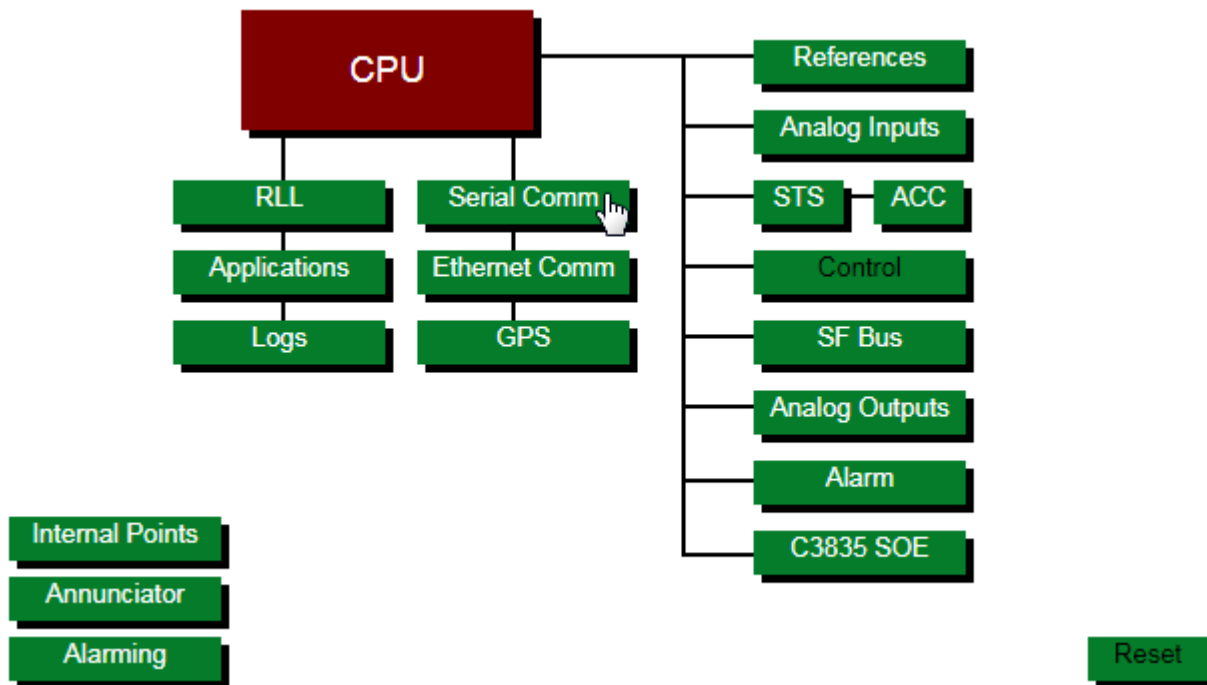 CPU
References
Analog Inputs
RLL
Serial Comm
STS
ACC
Applications
Ethernet Comm
Control
Logs
GPS
SF Bus
Analog Outputs
Alarm
Internal Points
C3835 SOE
Annunciator
Alarming
Reset